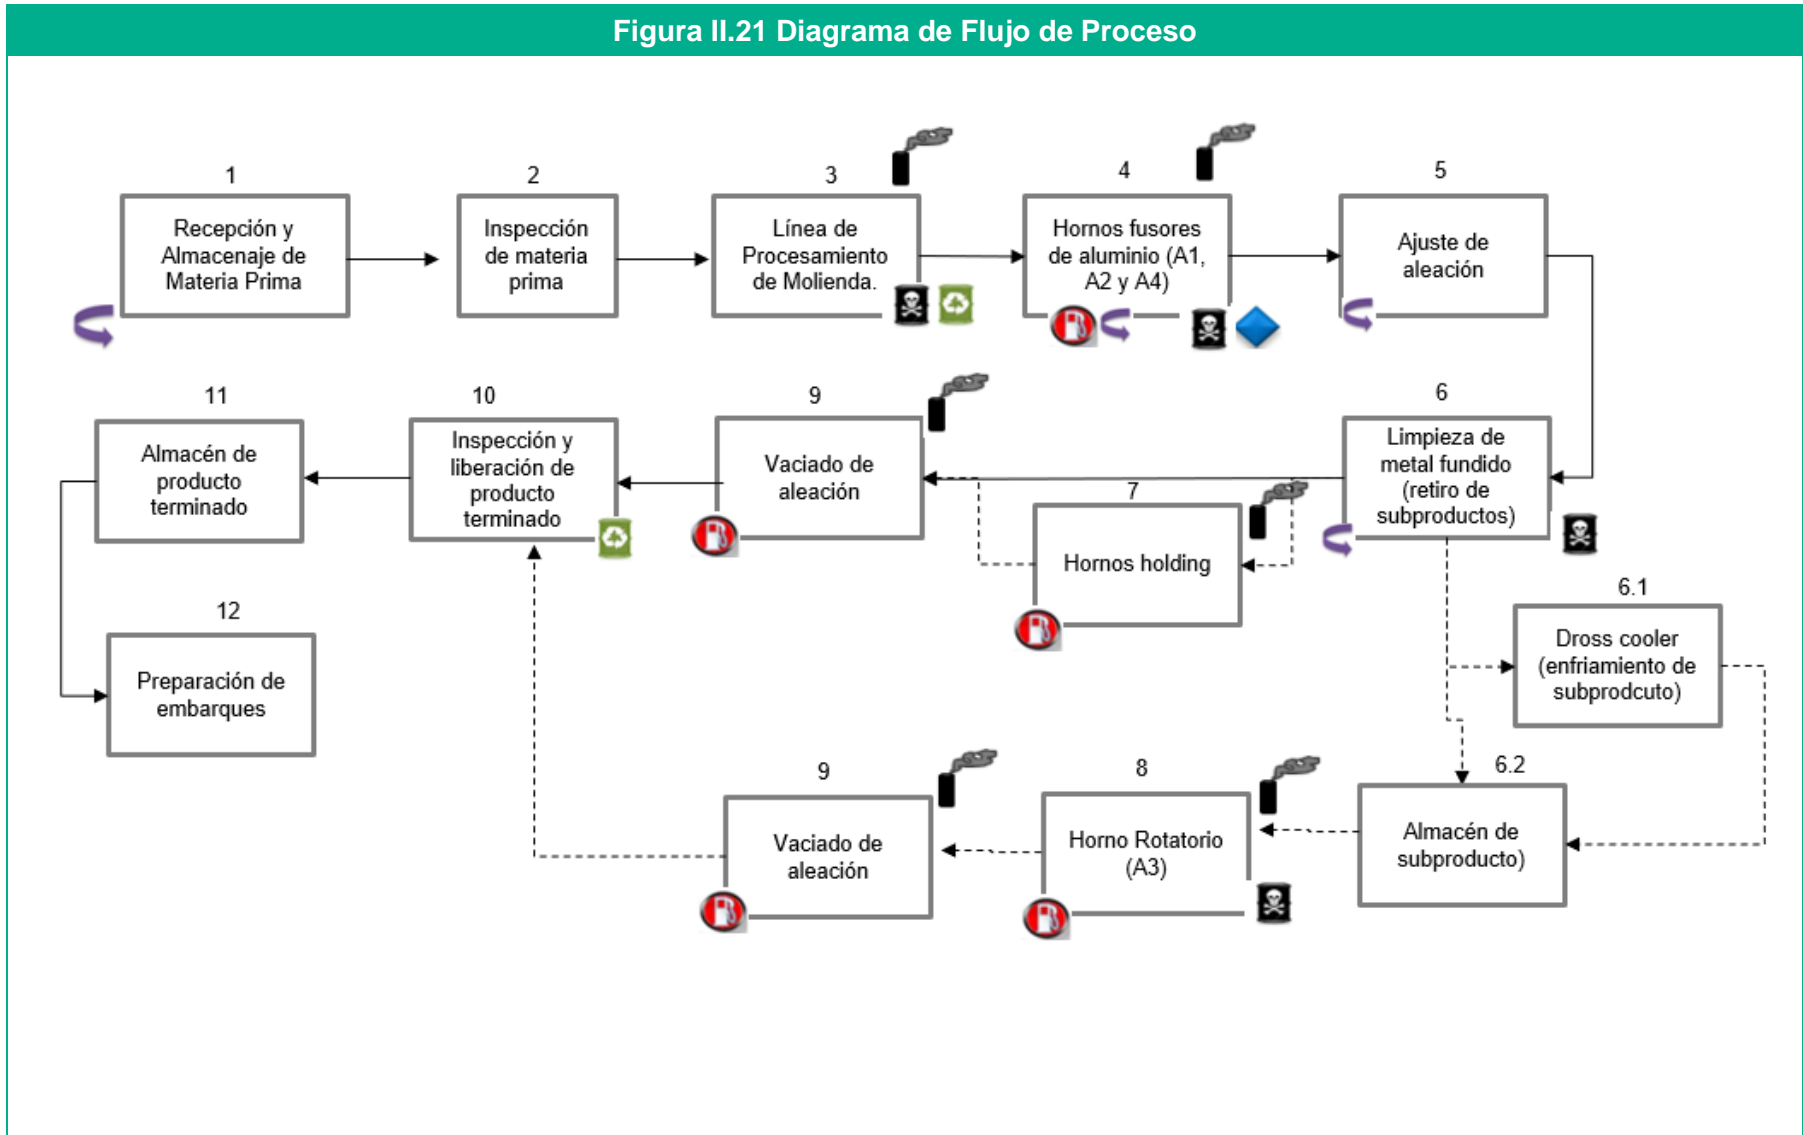 Figura II.21 Diagrama de Flujo de Proceso
1
Recepción y
Almacenaje de
Materia Prima
2
Inspección
de materia
prima
3
Línea de
Procesamiento
de Molienda.
4
Hornos fusores
de aluminio (A1,
A2 y A4)
5
Ajuste de
aleación
6
Limpieza de
metal fundido
(retiro de
subproductos)
7
Hornos holding
9
Vaciado de
aleación
10
Inspección y
liberación de
producto
terminado
11
Almacén de
producto
terminado
12
Preparación de
embarques
6.1
Dross cooler
(enfriamiento de
subprodcuto)
6.2
Almacén de
subproducto)
8
Horno Rotatorio
(A3)
9
Vaciado de
aleación